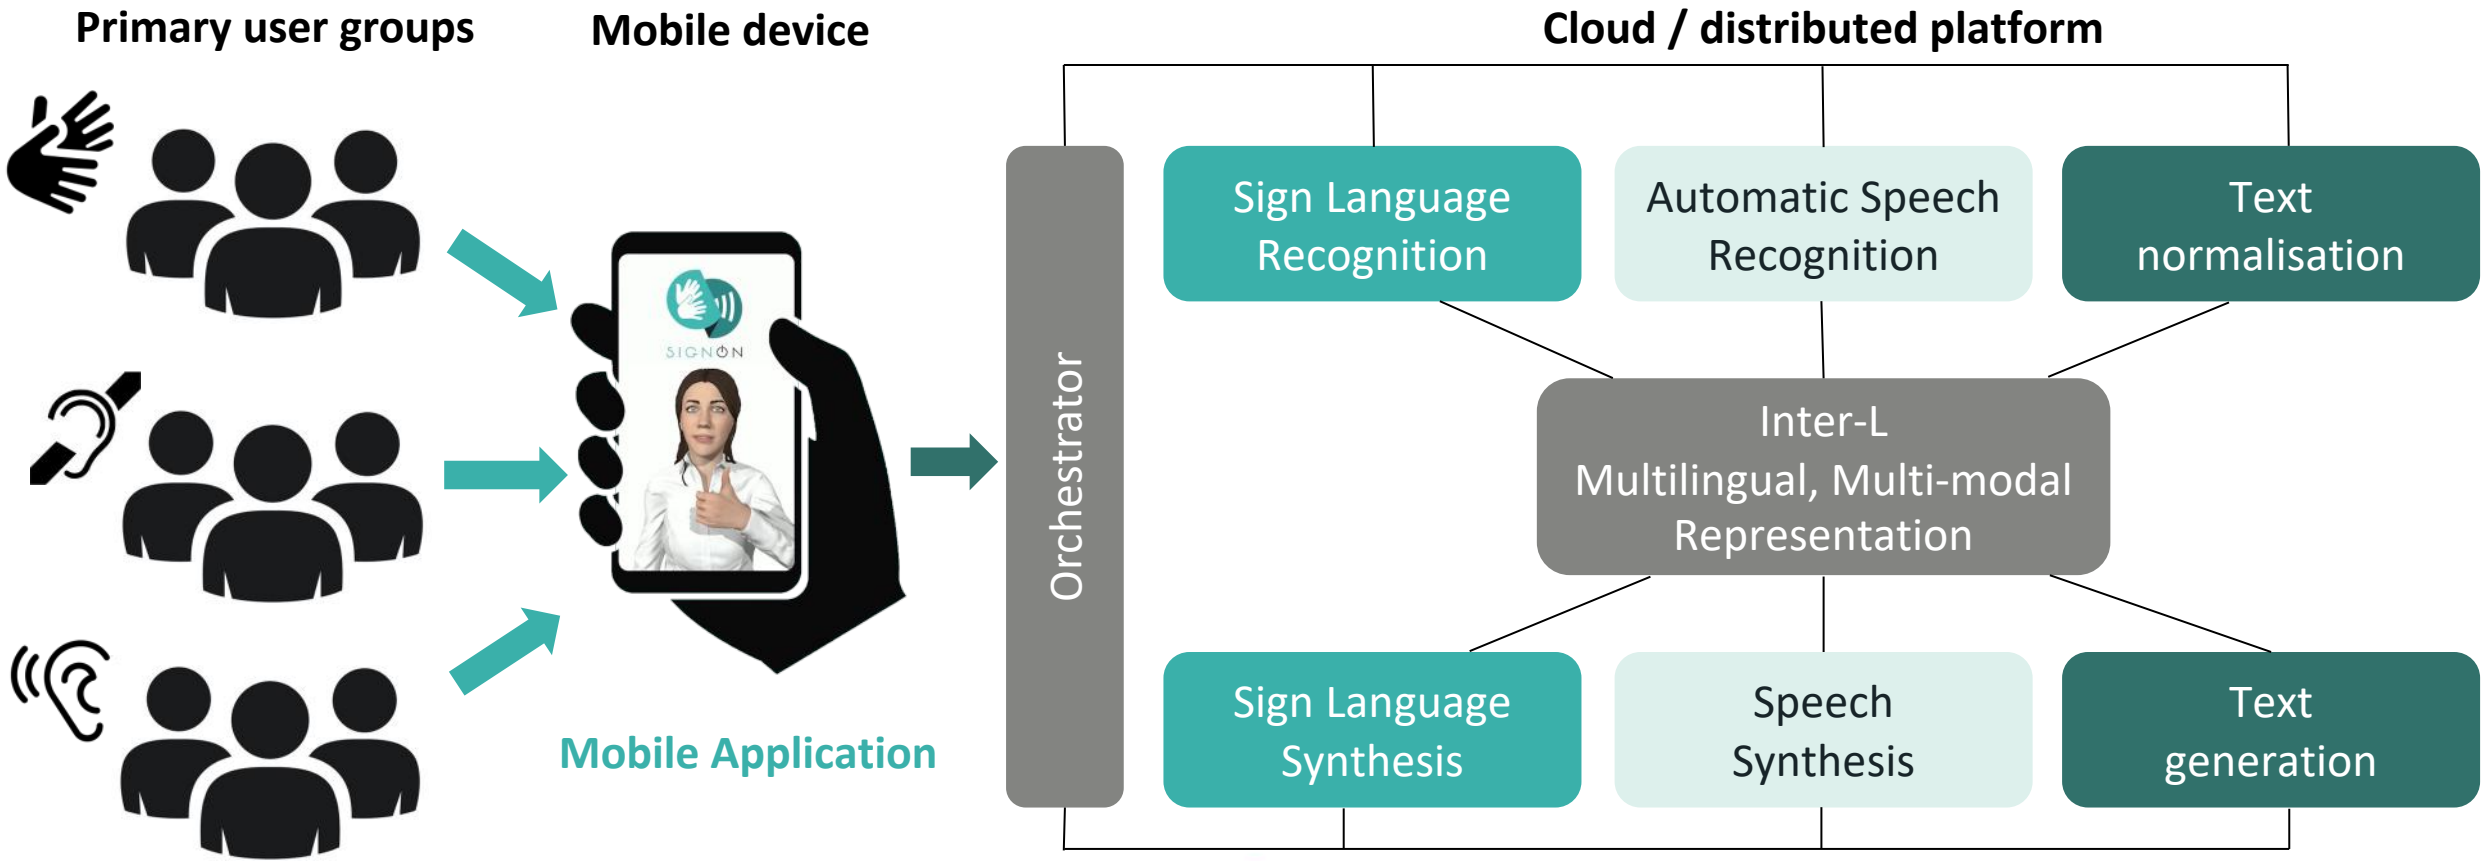 Primary user groups
Mobile device
Cloud / distributed platform
SIGNON
Mobile Application
Orchestrator
Sign Language
Recognition
Automatic Speech
Recognition
Text
normalisation
Inter-L
Multilingual, Multi-modal
Representation
Sign Language
Synthesis
Speech
Synthesis
Text
generation